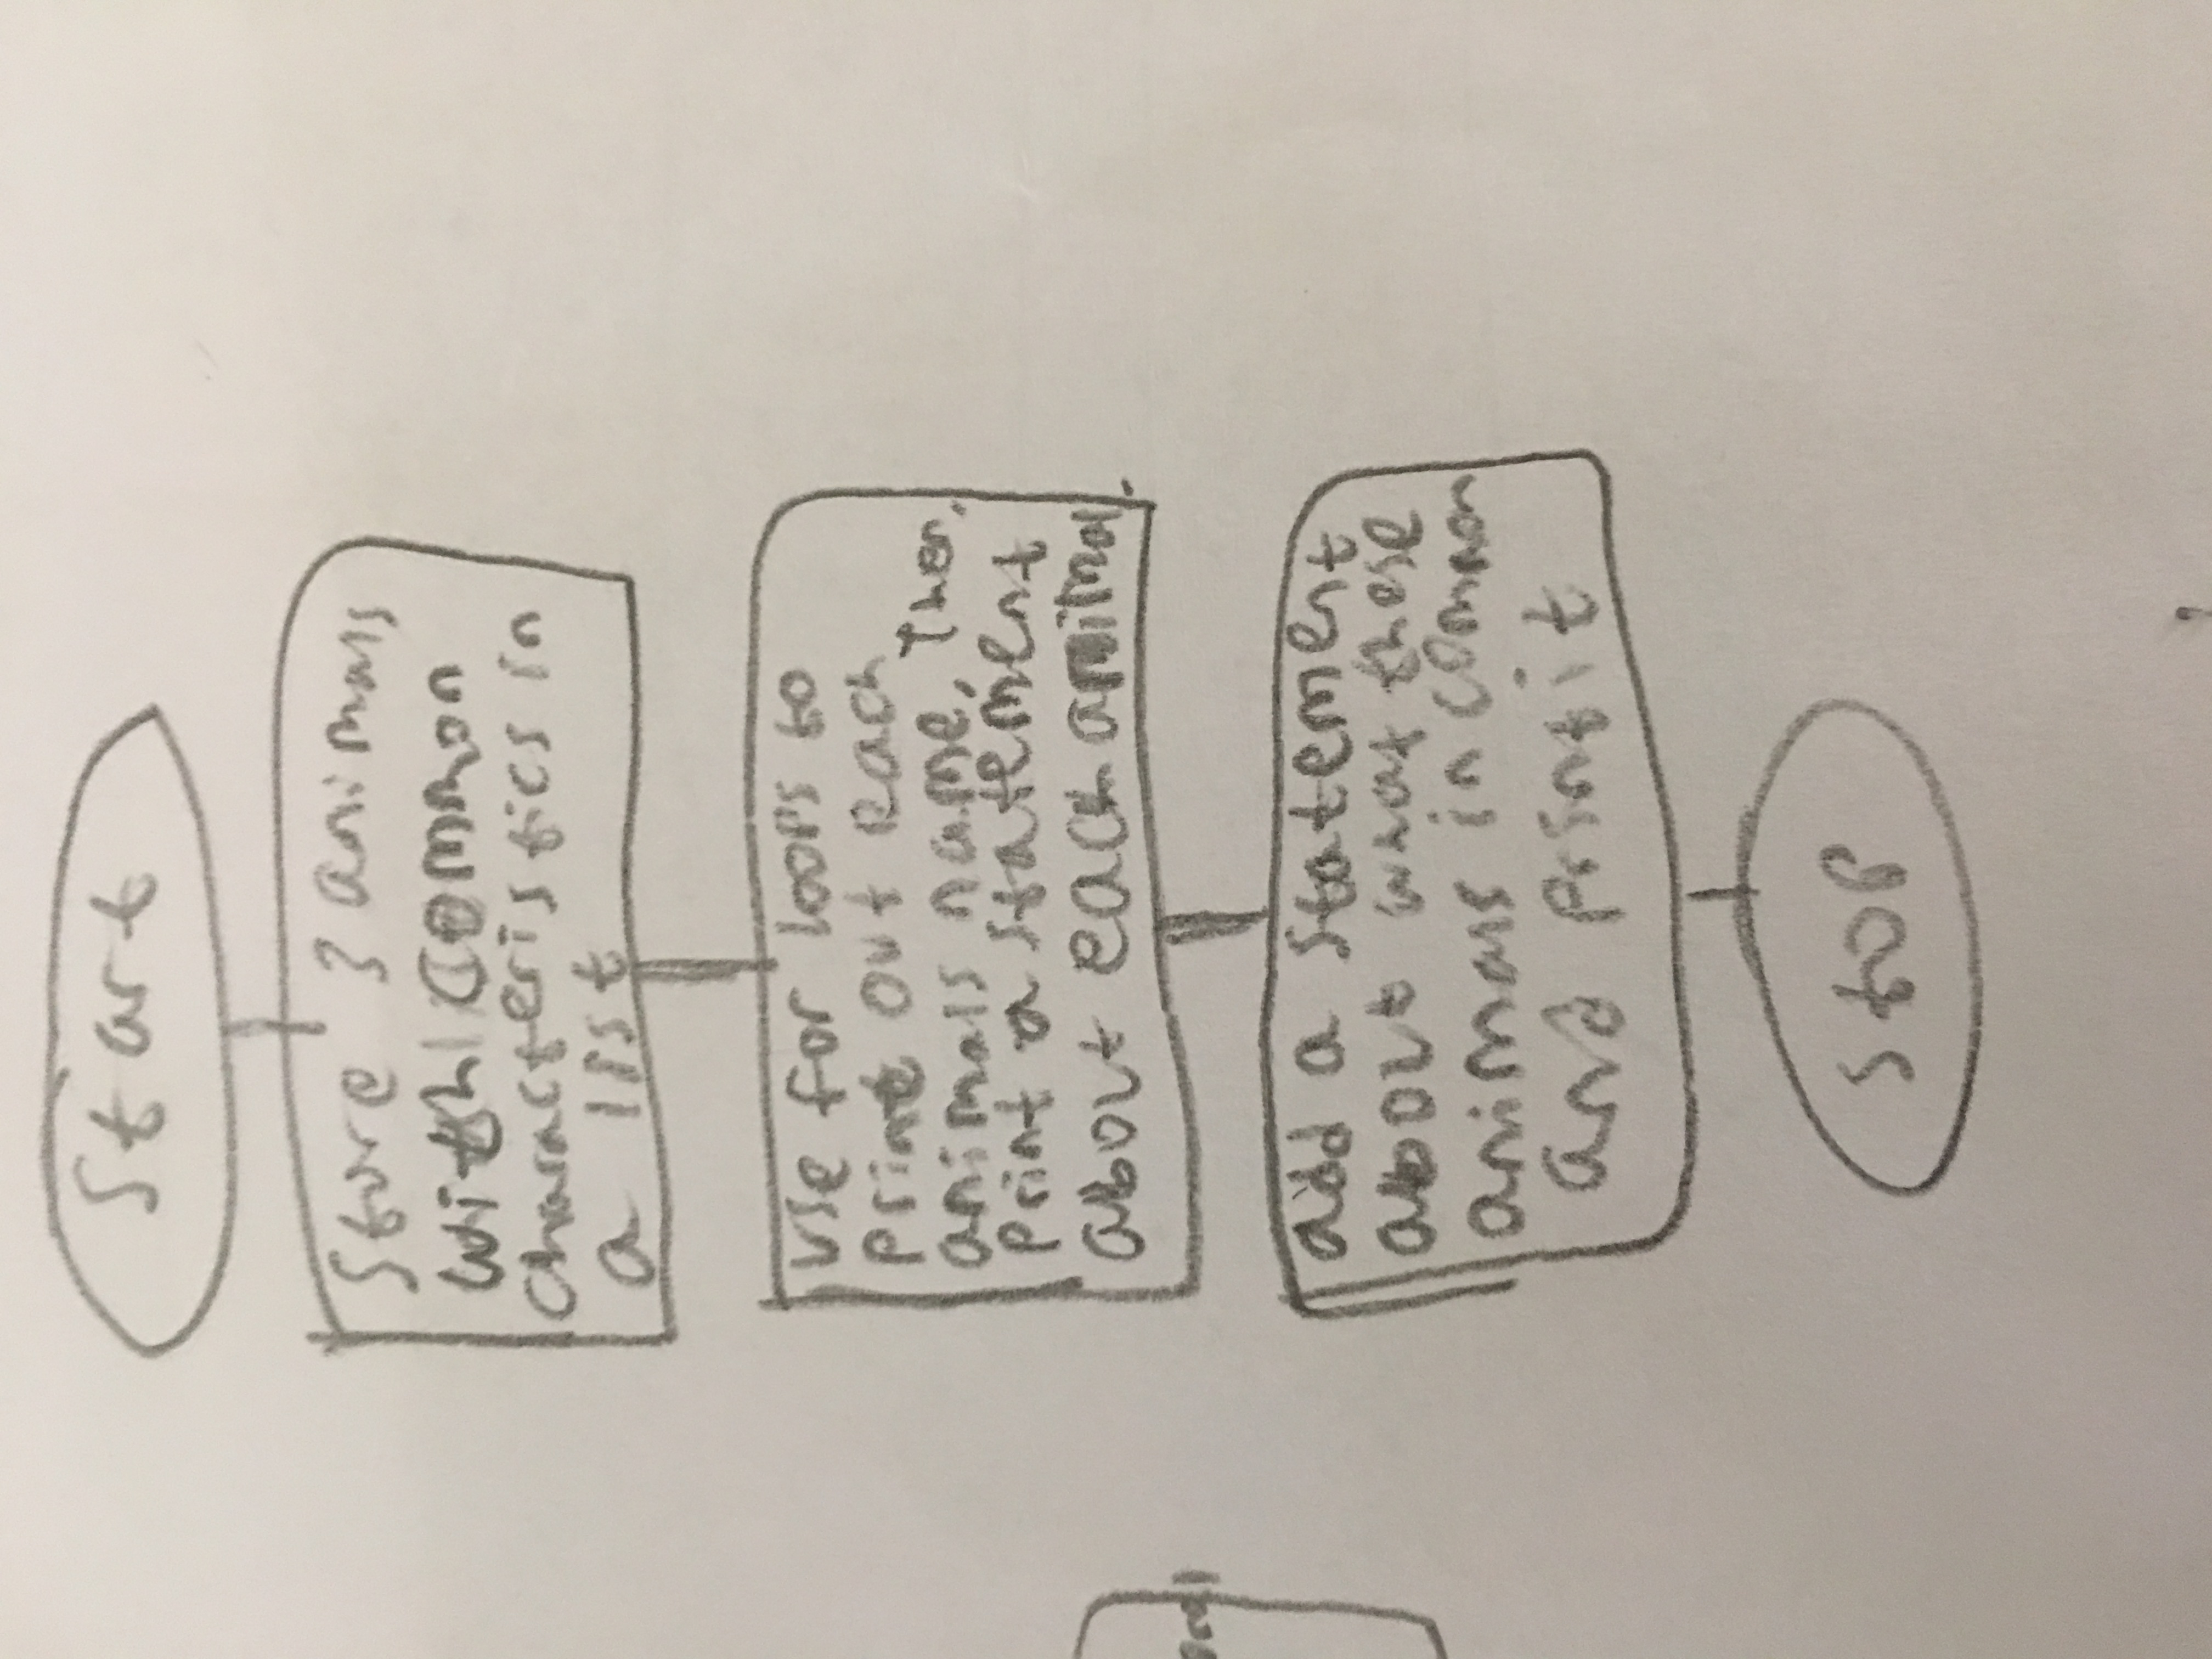 Start
Store 3 animals
with common
characteristics in
a list
Use for loops to
print out each
animals name, Then,
print a statement
about each animal.
add a statement
about what these
animals in common
and print it
Stop